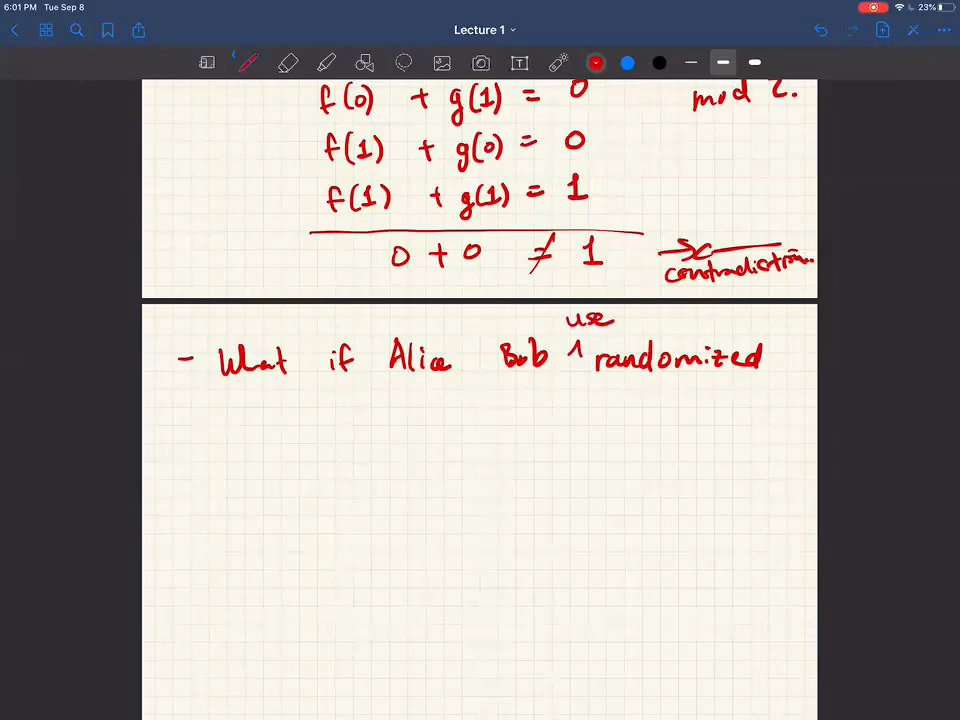 6:01 PM Tue Sep 8
23%
Lecture 1
f(0) + g(1) = 0
mod 2.
f(1) + g(0) = 0
f(1) + g(1) = 1
0 + 0 ≠ 1
contradiction.
use
- What if Alice Bob ^ randomized